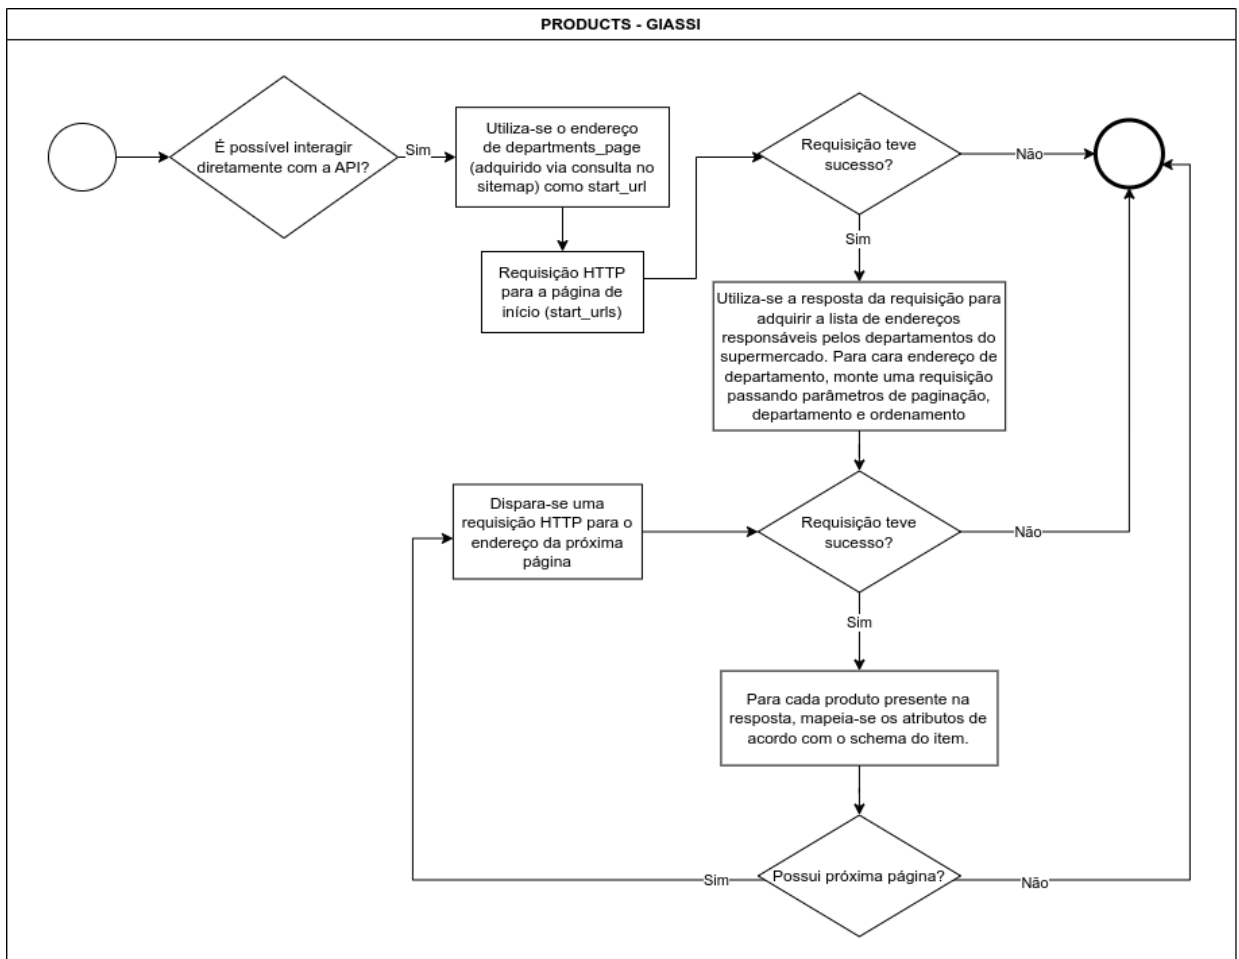 PRODUCTS - GIASSI
É possível interagir
diretamente com a API?
Sim
Utiliza-se o endereço
de departments_page
(adquirido via consulta no
sitemap) como start_url
Requisição HTTP
para a página de
início (start_urls)
Requisição teve
sucesso?
Não
Sim
Utiliza-se a resposta da requisição para
adquirir a lista de endereços
responsáveis pelos departamentos do
supermercado. Para cara endereço de
departamento, monte uma requisição
passando parâmetros de paginação,
departamento e ordenamento
Dispara-se uma
requisição HTTP para o
endereço da próxima
página
Requisição teve
sucesso?
Não
Sim
Para cada produto presente na
resposta, mapeia-se os atributos de
acordo com o schema do item.
Possui próxima página?
Sim
Não